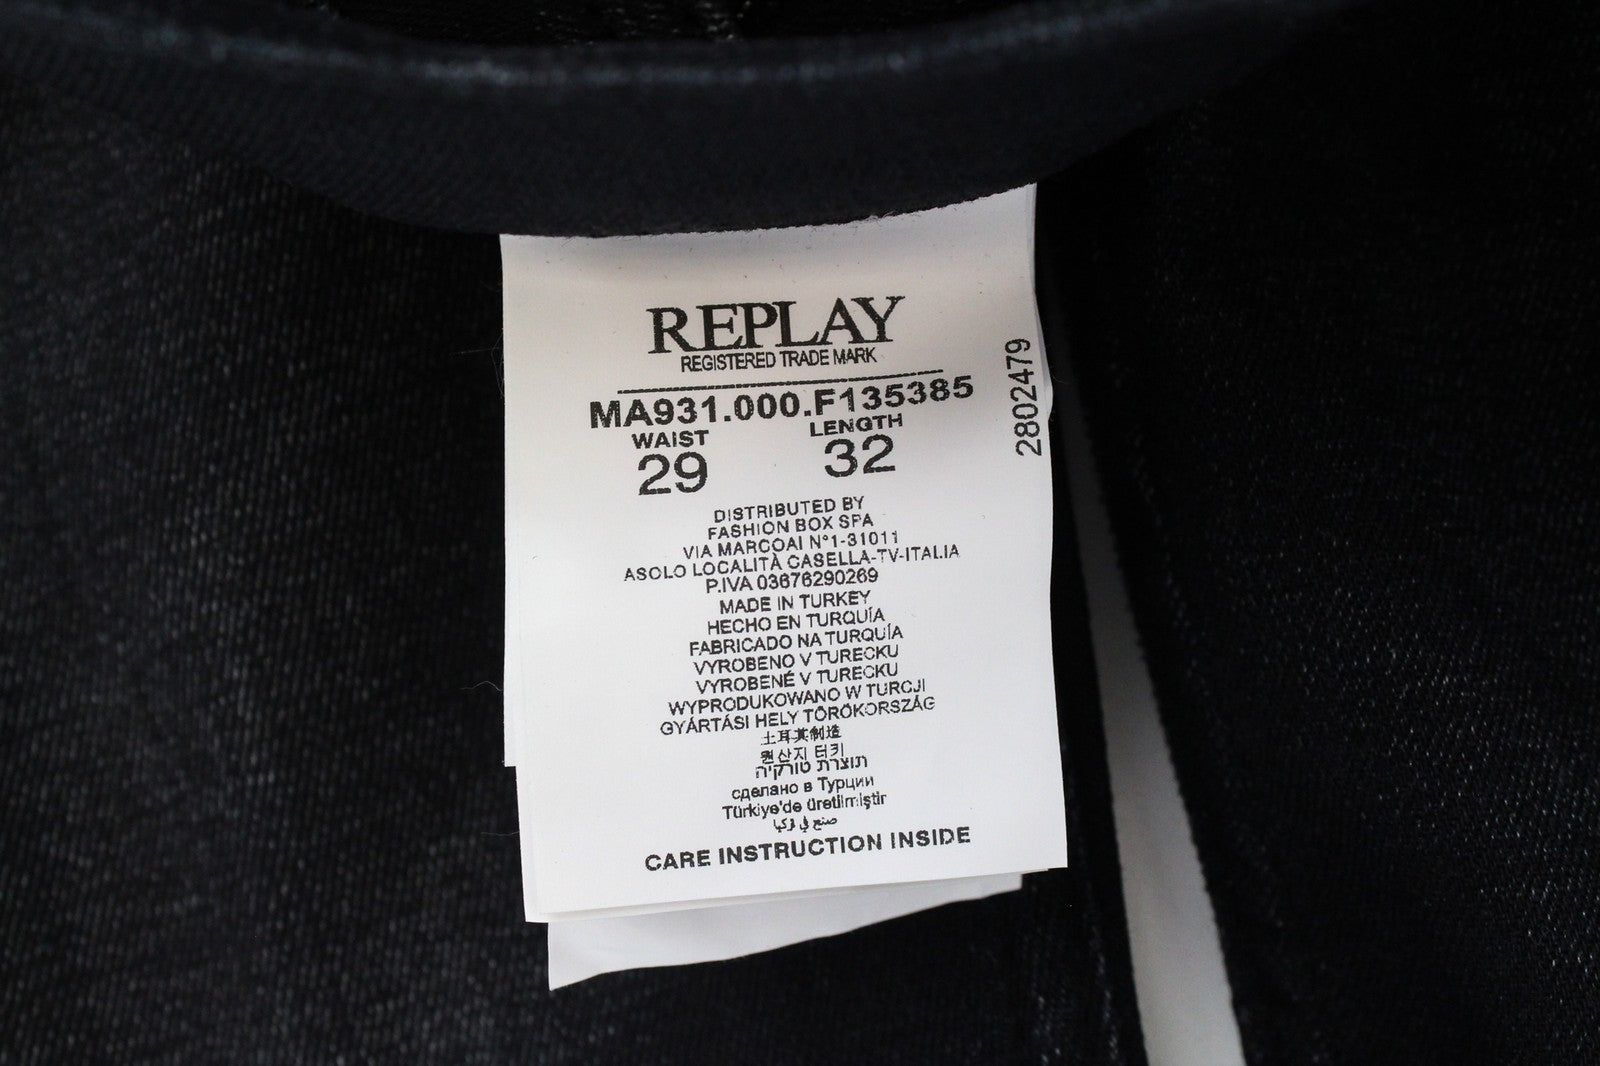 REPLAY
REGISTERED TRADE MARK
MA931.000.F135385
WAIST LENGTH
29 32
2802479
DISTRIBUTED BY
FASHION BOX SPA
VIA MARCOAI N°1-31011
ASOLO LOCALITÀ CASELLA-TV-ITALIA
P.IVA 03676290269
MADE IN TURKEY
HECHO EN TURQUÍA
FABRICADO NA TURQUÍA
VYROBENO V TURECKU
VYROBENÉ V TURECKU
WYPRODUKOWANO W TURCJI
GYÁRTÁSI HELY TÖRÖKORSZÁG
土耳其制造
원산지 터키
תוצרת טורקיה
сделано в Турции
Türkiye'de üretilmiştir
صنع في تركيا
CARE INSTRUCTION INSIDE